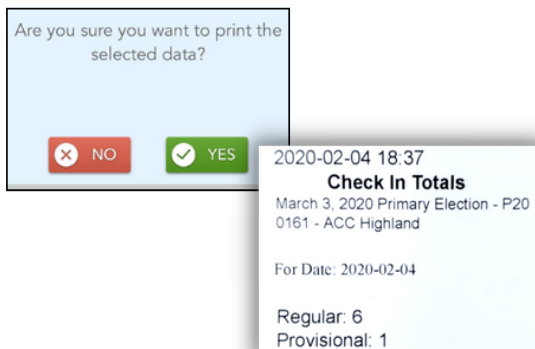 Are you sure you want to print the
selected data?
NO
YES
2020-02-04 18:37
Check In Totals
March 3, 2020 Primary Election - P20
0161 - ACC Highland
For Date: 2020-02-04
Regular: 6
Provisional: 1